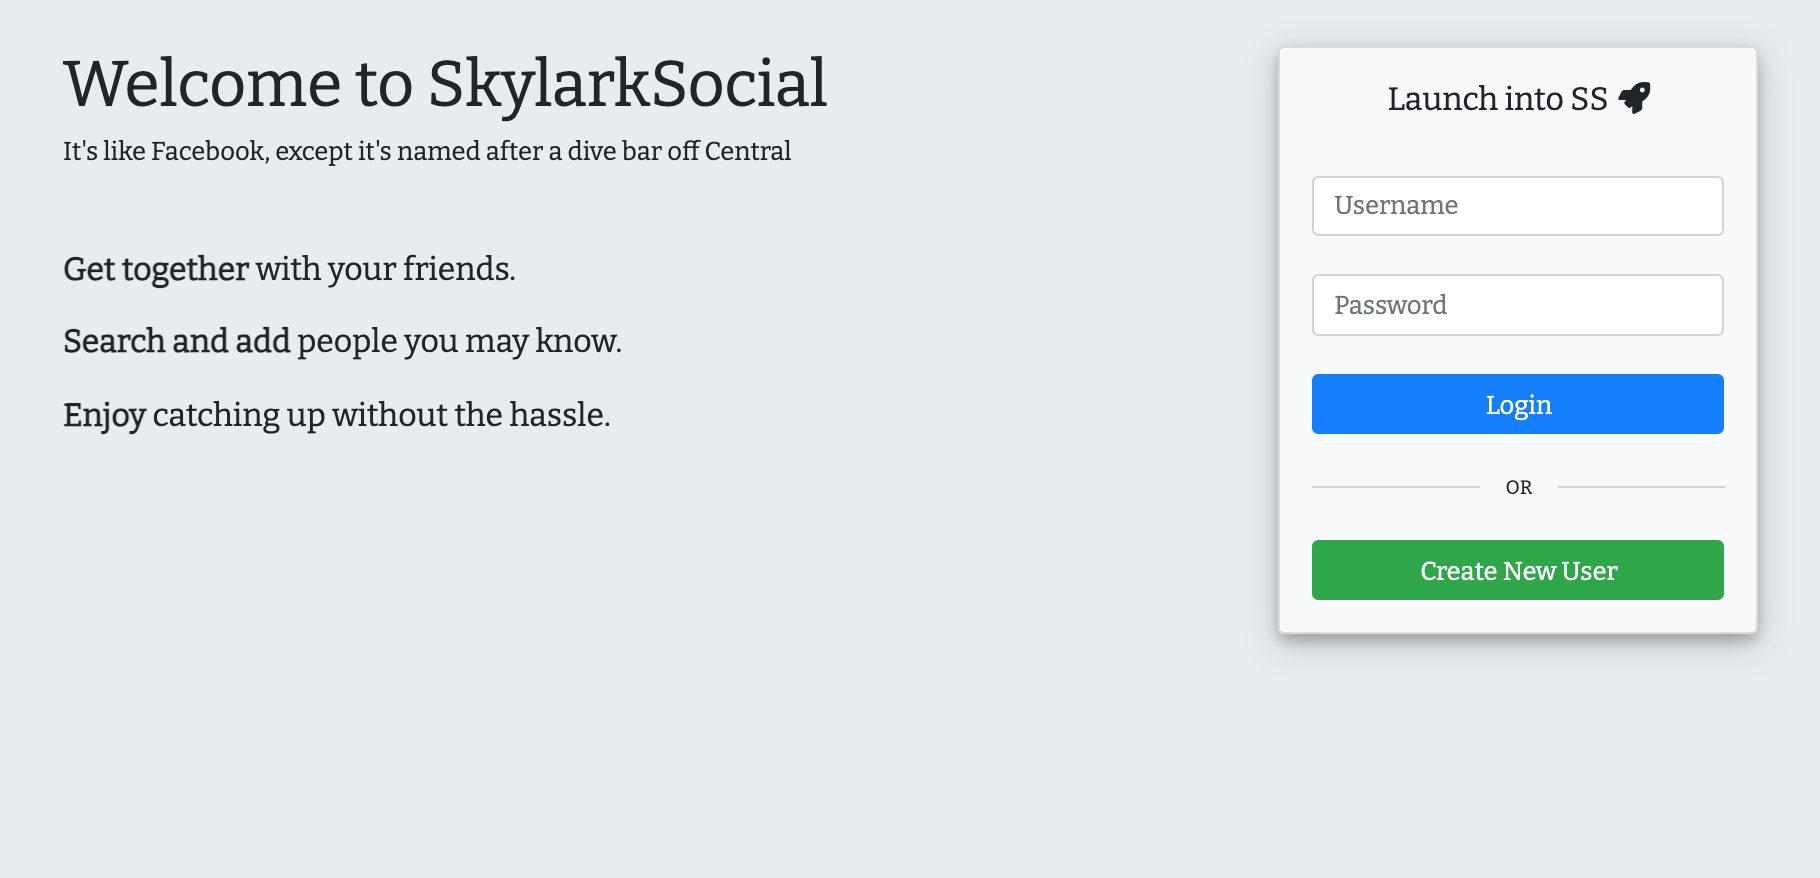 Welcome to SkylarkSocial
It's like Facebook, except it's named after a dive bar off Central
Get together with your friends.
Search and add people you may know.
Enjoy catching up without the hassle.
Launch into SS
Username
Password
Login
OR
Create New User